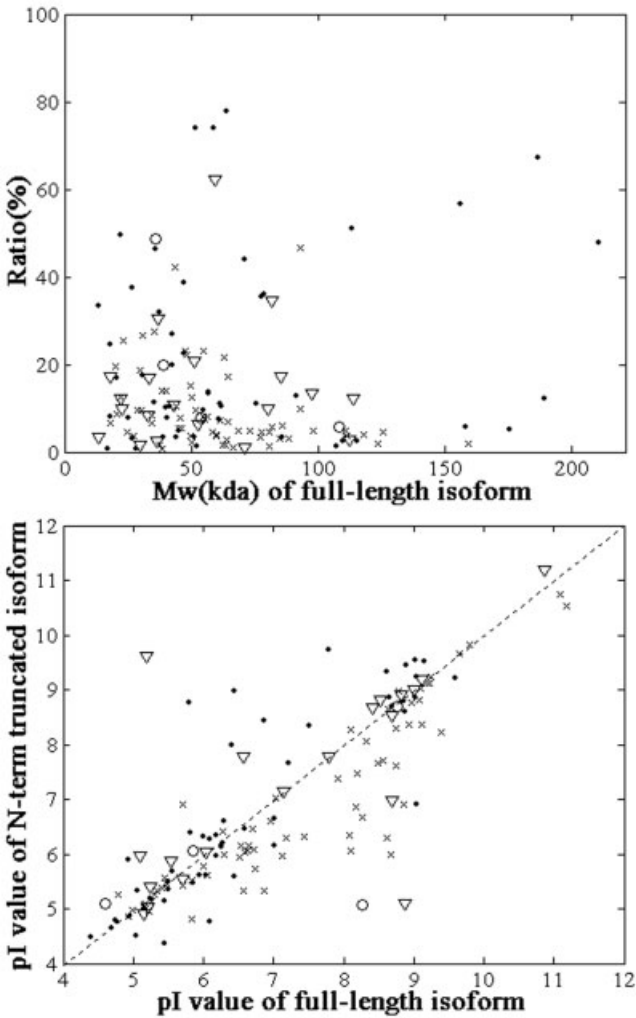 100
80
60
40
20
0
Ratio(%)
0 50 100 150 200
Mw(kda) of full-length isoform
12
11
10
9
8
7
6
5
4
pI value of N-term truncated isoform
4 5 6 7 8 9 10 11 12
pI value of full-length isoform